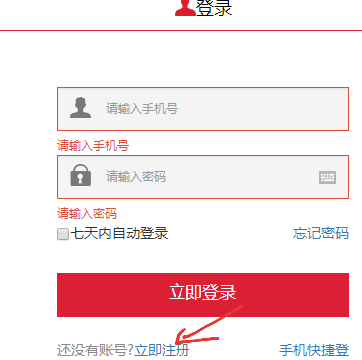 登录
请输入手机号
请输入手机号
请输入密码
请输入密码
七天内自动登录 忘记密码
立即登录
还没有账号?立即注册 手机快捷登